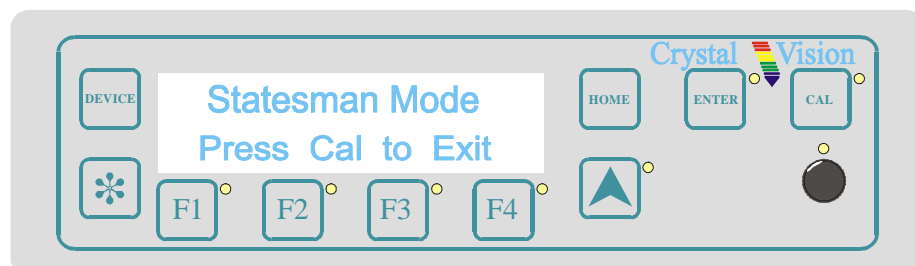 Crystal Vision
DEVICE
Statesman Mode
Press Cal to Exit
HOME
ENTER
CAL
F1
F2
F3
F4